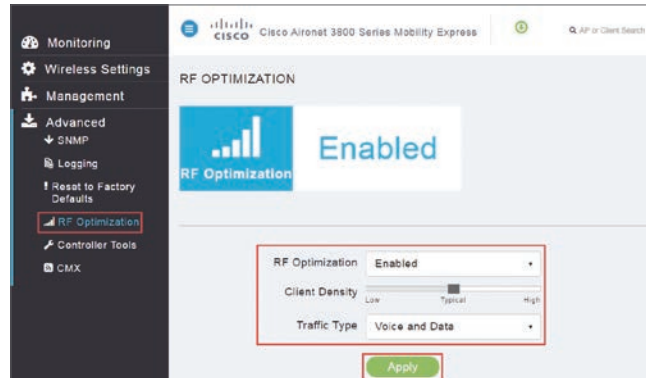 Monitoring
Wireless Settings
Management
Advanced
SNMP
Logging
Reset to Factory
Defaults
RF Optimization
Controller Tools
CMX
CISCO Cisco Aironet 3800 Series Mobility Express
AP or Client Search
RF OPTIMIZATION
RF Optimization
Enabled
RF Optimization Enabled
Client Density Low Typical High
Traffic Type Voice and Data
Apply